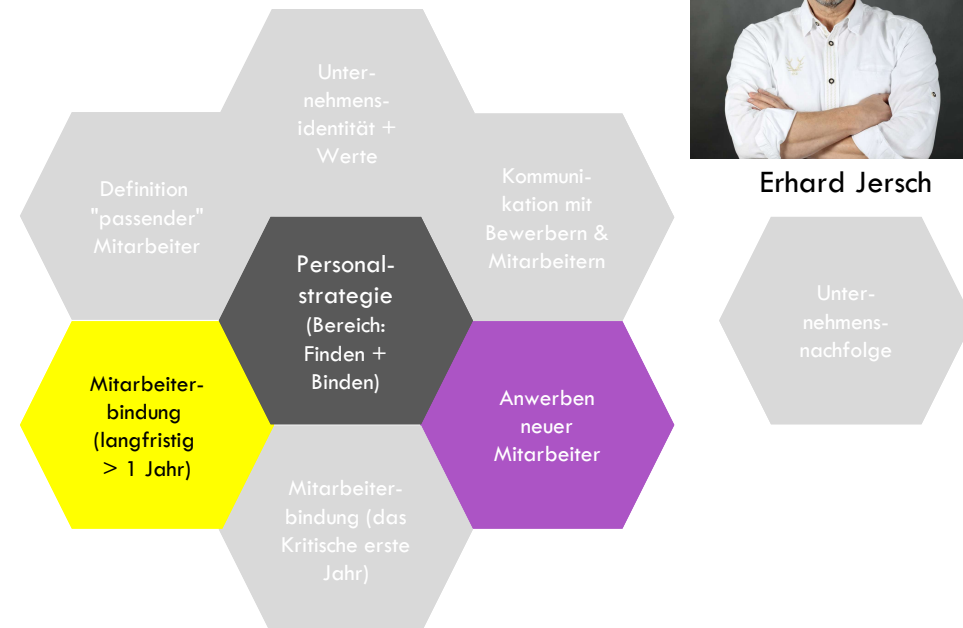 Unter-
nehmens-
identität +
Werte
Definition
"passender"
Mitarbeiter
Kommuni-
kation mit
Bewerbern &
Mitarbeitern
Erhard Jersch
Personal-
strategie
(Bereich:
Finden +
Binden)
Unter-
nehmens-
nachfolge
Mitarbeiter-
bindung
(langfristig
> 1 Jahr)
Anwerben
neuer
Mitarbeiter
Mitarbeiter-
bindung (das
Kritische erste
Jahr)